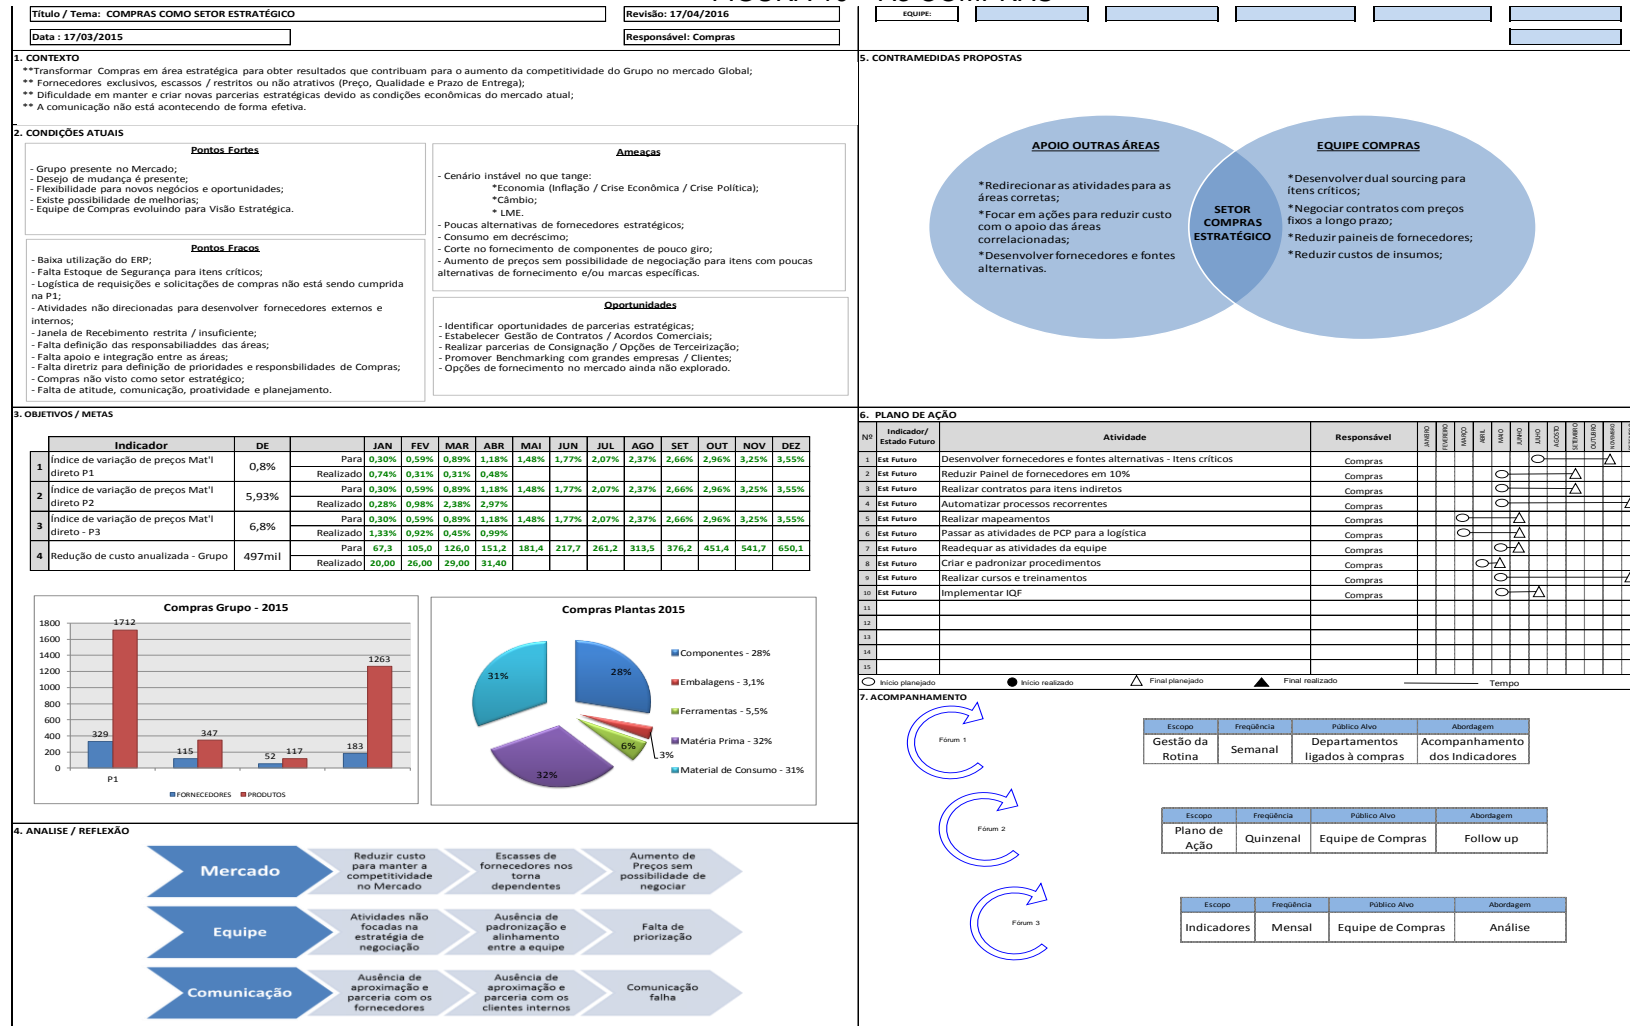 Título / Tema:  COMPRAS COMO SETOR ESTRATÉGICO
Revisão: 17/04/2016
EQUIPE:
Data : 17/03/2015
Responsável: Compras
1. CONTEXTO
**Transformar Compras em área estratégica para obter resultados que contribuam para o aumento da competitividade do Grupo no mercado Global;
** Fornecedores exclusivos, escassos / restritos ou não atrativos (Preço, Qualidade e Prazo de Entrega);
** Dificuldade em manter e criar novas parcerias estratégicas devido as condições econômicas do mercado atual;
** A comunicação não está acontecendo de forma efetiva.
2. CONDIÇÕES ATUAIS
Pontos Fortes
- Grupo presente no Mercado;
- Desejo de mudança é presente;
- Flexibilidade para novos negócios e oportunidades;
- Existe possibilidade de melhorias;
- Equipe de Compras evoluindo para Visão Estratégica.
Pontos Fracos
- Baixa utilização do ERP;
- Falta Estoque de Segurança para itens críticos;
- Logística de requisições e solicitações de compras não está sendo cumprida
na P1;
- Atividades não direcionadas para desenvolver fornecedores externos e
internos;
- Janela de Recebimento restrita / insuficiente;
- Falta definição das responsabiliaddes das áreas;
- Falta apoio e integração entre as áreas;
- Falta diretriz para definição de prioridades e responsbilidades de Compras;
- Compras não visto como setor estratégico;
- Falta de atitude, comunicação, proatividade e planejamento.
Ameaças
- Cenário instável no que tange:
*Economia (Inflação / Crise Econômica / Crise Política);
*Câmbio;
* LME.
- Poucas alternativas de fornecedores estratégicos;
- Consumo em decréscimo;
- Corte no fornecimento de componentes de pouco giro;
- Aumento de preços sem possibilidade de negociação para itens com poucas
alternativas de fornecimento e/ou marcas específicas.
Oportunidades
- Identificar oportunidades de parcerias estratégicas;
- Estabelecer Gestão de Contratos / Acordos Comerciais;
- Realizar parcerias de Consignação / Opções de Terceirização;
- Promover Benchmarking com grandes empresas / Clientes;
- Opções de fornecimento no mercado ainda não explorado.
3. OBJETIVOS / METAS
Indicador DE JAN FEV MAR ABR MAI JUN JUL AGO SET OUT NOV DEZ
1 Índice de variação de preços Mat'l direto P1 0,8%
Para 0,30% 0,59% 0,89% 1,18% 1,48% 1,77% 2,07% 2,37% 2,66% 2,96% 3,25% 3,55%
Realizado 0,74% 0,31% 0,31% 0,48%
2 Índice de variação de preços Mat'l direto P2 5,93%
Para 0,30% 0,59% 0,89% 1,18% 1,48% 1,77% 2,07% 2,37% 2,66% 2,96% 3,25% 3,55%
Realizado 0,28% 0,98% 2,38% 2,97%
3 Índice de variação de preços Mat'l direto - P3 6,8%
Para 0,30% 0,59% 0,89% 1,18% 1,48% 1,77% 2,07% 2,37% 2,66% 2,96% 3,25% 3,55%
Realizado 1,33% 0,92% 0,45% 0,99%
4 Redução de custo anualizada - Grupo 497mil
Para 67,3 105,0 126,0 151,2 181,4 217,7 261,2 313,5 376,2 451,4 541,7 650,1
Realizado 20,00 26,00 29,00 31,40
Compras Grupo - 2015
1800
1600
1400
1200
1000
800
600
400
200
0
329
1712
115
347
52
117
183
1263
P1
FORNECEDORES PRODUTOS
Compras Plantas 2015
28%
3%
6%
32%
31%
Componentes - 28%
Embalagens - 3,1%
Ferramentas - 5,5%
Matéria Prima - 32%
Material de Consumo - 31%
4. ANALISE / REFLEXÃO
Mercado
Reduzir custo
para manter a
competitividade
no Mercado
Escasses de
fornecedores nos
torna
dependentes
Aumento de
Preços sem
possibilidade de
negociar
Equipe
Atividades não
focadas na
estratégia de
negociação
Ausência de
padronização e
alinhamento
entre a equipe
Falta de
priorização
Comunicação
Ausência de
aproximação e
parceria com os
fornecedores
Ausência de
aproximação e
parceria com os
clientes internos
Comunicação
falha
5. CONTRAMEDIDAS PROPOSTAS
APOIO OUTRAS ÁREAS
*Redirecionar as atividades para as
áreas corretas;
*Focar em ações para reduzir custo
com o apoio das áreas
correlacionadas;
*Desenvolver fornecedores e fontes
alternativas.
SETOR
COMPRAS
ESTRATÉGICO
EQUIPE COMPRAS
*Desenvolver dual sourcing para
ítens críticos;
*Negociar contratos com preços
fixos a longo prazo;
*Reduzir paineis de fornecedores;
*Reduzir custos de insumos;
6.  PLANO DE AÇÃO
Nº Indicador/ Estado Futuro Atividade Responsável JANEIRO FEVEREIRO MARÇO ABRIL MAIO JUNHO JULHO AGOSTO SETEMBRO OUTUBRO NOVEMBRO
1 Est Futuro Desenvolver fornecedores e fontes alternativas - Itens críticos Compras
2 Est Futuro Reduzir Painel de fornecedores em 10% Compras
3 Est Futuro Realizar contratos para itens indiretos Compras
4 Est Futuro Automatizar processos recorrentes Compras
5 Est Futuro Realizar mapeamentos Compras
6 Est Futuro Passar as atividades de PCP para a logística Compras
7 Est Futuro Readequar as atividades da equipe Compras
8 Est Futuro Criar e padronizar procedimentos Compras
9 Est Futuro Realizar cursos e treinamentos Compras
10 Est Futuro Implementar IQF Compras
11
12
13
14
15
Início planejado Início realizado Final planejado Final realizado Tempo
7. ACOMPANHAMENTO
Fórum 1
Escopo Freqüência Público Alvo Abordagem
Gestão da Rotina Semanal Departamentos ligados à compras Acompanhamento dos Indicadores
Fórum 2
Escopo Freqüência Público Alvo Abordagem
Plano de Ação Quinzenal Equipe de Compras Follow up
Fórum 3
Escopo Freqüência Público Alvo Abordagem
Indicadores Mensal Equipe de Compras Análise